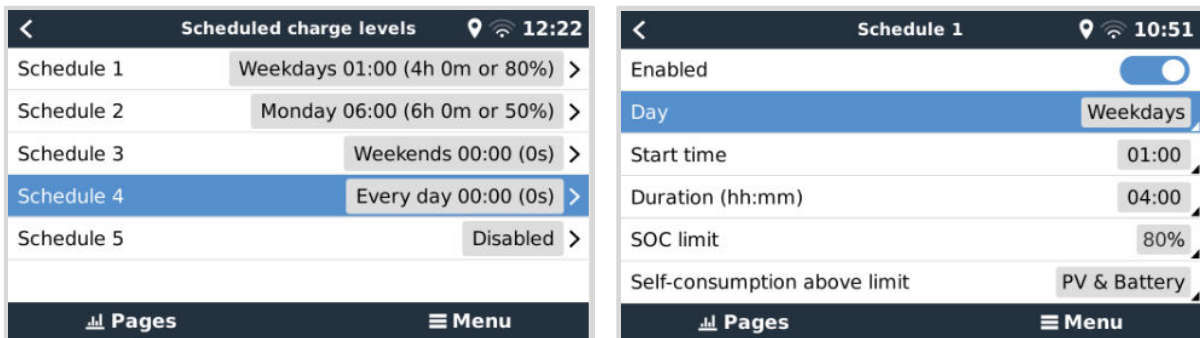 Scheduled charge levels 12:22
Schedule 1 Weekdays 01:00 (4h 0m or 80%)
Schedule 2 Monday 06:00 (6h 0m or 50%)
Schedule 3 Weekends 00:00 (0s)
Schedule 4 Every day 00:00 (0s)
Schedule 5 Disabled
Pages Menu
Schedule 1 10:51
Enabled
Day Weekdays
Start time 01:00
Duration (hh:mm) 04:00
SOC limit 80%
Self-consumption above limit PV & Battery
Pages Menu